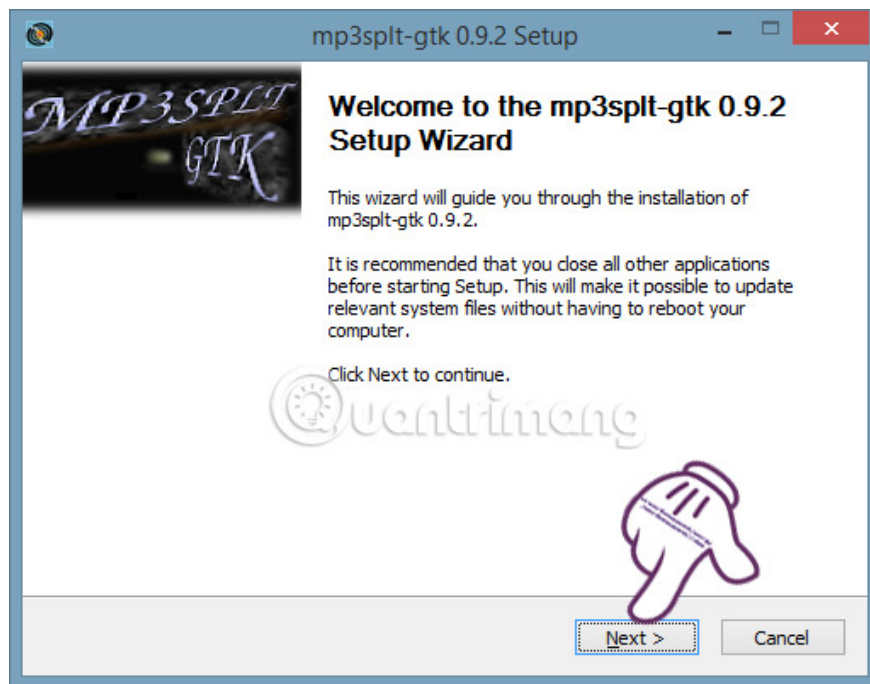 mp3splt-gtk 0.9.2 Setup
MP3SPLT
GTK
Welcome to the mp3splt-gtk 0.9.2
Setup Wizard
This wizard will guide you through the installation of
mp3splt-gtk 0.9.2.
It is recommended that you close all other applications
before starting Setup. This will make it possible to update
relevant system files without having to reboot your
computer.
Click Next to continue.
Quantrimang
Next >
Cancel